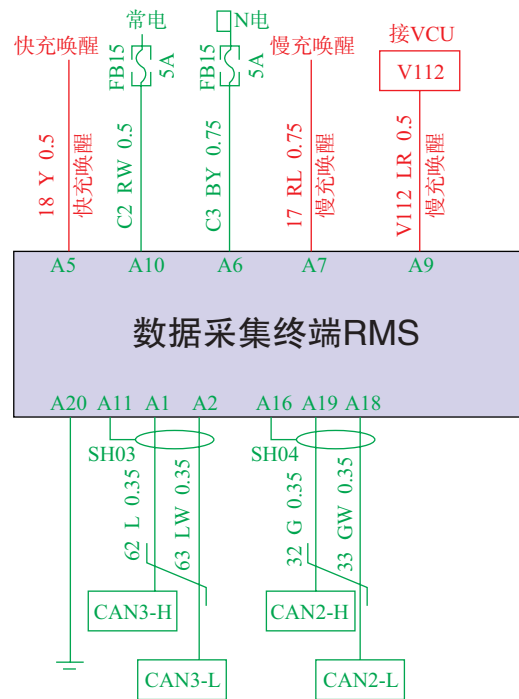 常电
N电
接VCU
快充唤醒
慢充唤醒
V112
FB15
5A
FB15
5A
18 Y 0.5
快充唤醒
C2 RW 0.5
C3 BY 0.75
17 RL 0.75
慢充唤醒
V112 LR 0.5
慢充唤醒
A5
A10
A6
A7
A9
数据采集终端RMS
A20
A11
A1
A2
A16
A19
A18
SH03
SH04
62 L 0.35
63 LW 0.35
32 G 0.35
33 GW 0.35
CAN3-H
CAN2-H
CAN3-L
CAN2-L